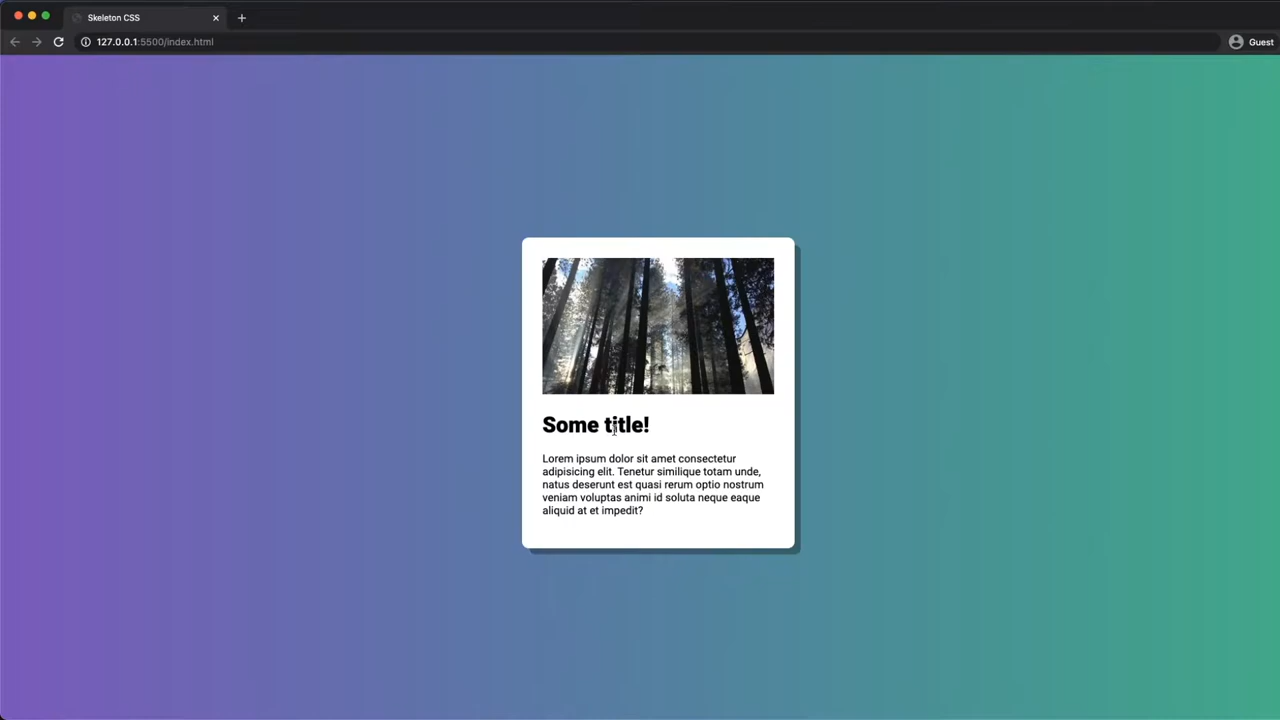 Skeleton CSS
127.0.0.1:5500/index.html
Guest
Some title!
Lorem ipsum dolor sit amet consectetur
adipisicing elit. Tenetur similique totam unde,
natus deserunt est quasi rerum optio nostrum
veniam voluptas animi id soluta neque eaque
aliquid at et impedit?